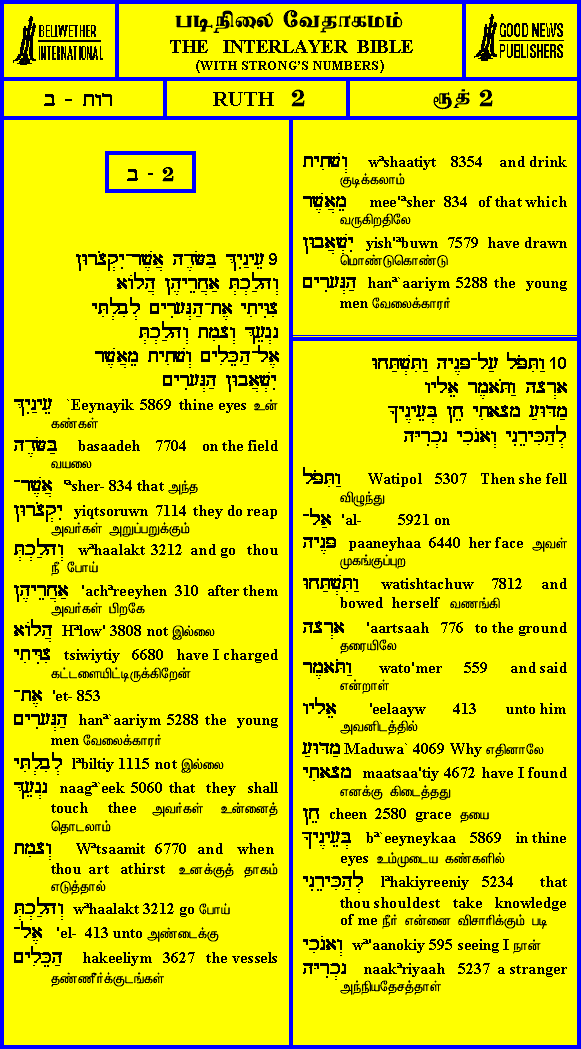 BELIWETHER
INTERNATIONAL
படிநிலை வேதாகமம்
THE INTERLAYER BIBLE
(WITH STRONG'S NUMBERS)
GOOD NEWS
PUBLISHERS
רות - ב
RUTH 2
ரூத் 2
ב - 2
9 עֵינַיִךְ בַּשָּׂדֶה אֲשֶׁר־יִקְצֹרוּן
וְהָלַכְתְּ אַחֲרֵיהֶן הֲלוֹא
צִוִּיתִי אֶת־הַנְּעָרִים לְבִלְתִּי
נָגְעֵךְ וְצָמִת וְהָלַכְתְּ
אֶל־הַכֵּלִים וְשָׁתִית מֵאֲשֶׁר
יִשְׁאֲבוּן הַנְּעָרִים
עֵינַיִךְ `Eeynayik 5869 thine eyes உன்
கண்கள்
בַּשָּׂדֶה basaadeh 7704 on the field
வயலை
אֲשֶׁר־ ªsher- 834 that அந்த
יִקְצֹרוּן yiqtsoruwn 7114 they do reap
அவர்கள் அறுப்பறுக்கும்
וְהָלַכְתְּ wªhaalakt 3212 and go thou
நீ போய்
אַחֲרֵיהֶן 'achªreeyhen 310 after them
அவர்கள் பிறகே
הֲלוֹא Hªlow' 3808 not இல்லை
צִוִּיתִי tsiwiytiy 6680 have I charged
கட்டளையிட்டிருக்கிறேன்
אֶת־ 'et- 853
הַנְּעָרִים hanª`aariym 5288 the young
men வேலைக்காரர்
לְבִלְתִּי lªbiltiy 1115 not இல்லை
נָגְעֵךְ naagª`eek 5060 that they shall
touch thee அவர்கள் உன்னைத்
தொடலாம்
וְצָמִת Wªtsaamit 6770 and when
thou art athirst உனக்குத் தாகம்
எடுத்தால்
וְהָלַכְתְּ wªhaalakt 3212 go போய்
אֶל־ 'el- 413 unto அண்டைக்கு
הַכֵּלִים hakeeliym 3627 the vessels
தண்ணீர்க்குடங்கள்
וְשָׁתִית wªshaatiyt 8354 and drink
குடிக்கலாம்
מֵאֲשֶׁר mee'ªsher 834 of that which
வருகிறதிலே
יִשְׁאֲבוּן yish'ªbuwn 7579 have drawn
மொண்டுகொண்டு
הַנְּעָרִים hanª`aariym 5288 the young
men வேலைக்காரர்
10 וַתִּפֹּל עַל־פָּנֶיהָ וַתִּשְׁתַּחוּ
אָרְצָה וַתֹּאמֶר אֵלָיו
מַדּוּעַ מָצָאתִי חֵן בְּעֵינֶיךָ
לְהַכִּירֵנִי וְאָנֹכִי נָכְרִיָּה
וַתִּפֹּל Watipol 5307 Then she fell
விழுந்து
אַל־ 'al- 5921 on
פָּנֶיהָ paaneyhaa 6440 her face அவள்
முகங்குப்புற
וַתִּשְׁתַּחוּ watishtachuw 7812 and
bowed herself வணங்கி
אָרְצָה 'aartsaah 776 to the ground
தரையிலே
וַתֹּאמֶר wato'mer 559 and said
என்றாள்
אֵלָיו 'eelaayw 413 unto him
அவனிடத்தில்
מַדּוּעַ Maduwa` 4069 Why எதினாலே
מָצָאתִי maatsaa'tiy 4672 have I found
எனக்கு கிடைத்தது
חֵן cheen 2580 grace தயை
בְּעֵינֶיךָ bª`eeyneykaa 5869 in thine
eyes உம்முடைய கண்களில்
לְהַכִּירֵנִי lªhakiyreeniy 5234 that
thou shouldest take knowledge
of me நீர் என்னை விசாரிக்கும் படி
וְאָנֹכִי wª'aanokiy 595 seeing I நான்
נָכְרִיָּה naakªriyaah 5237 a stranger
அந்நியதேசத்தாள்